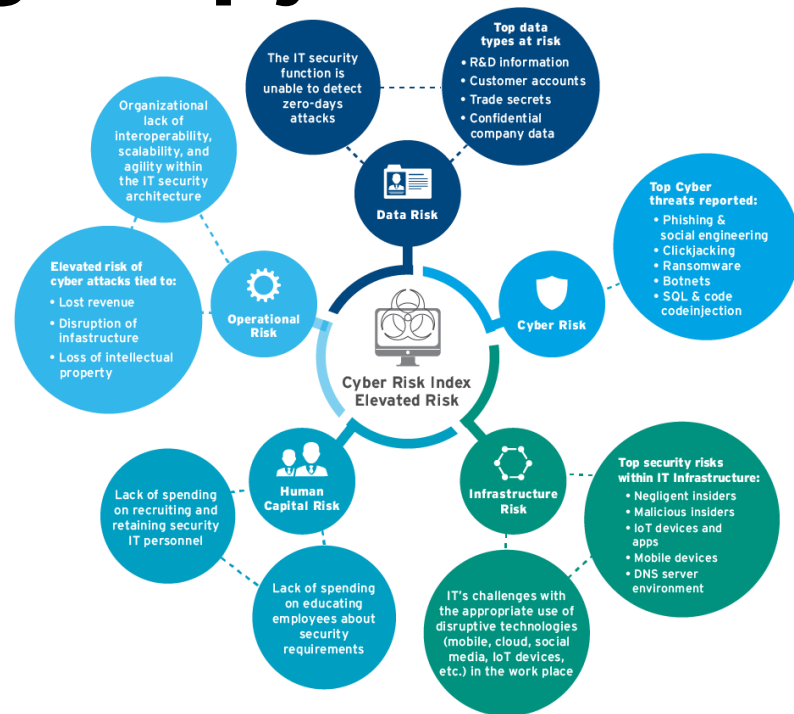 The IT security
function is
unable to detect
zero-days
attacks
Top data
types at risk
• R&D information
• Customer accounts
• Trade secrets
• Confidential
company data
Data Risk
Organizational
lack of
interoperability,
scalability, and
agility within
the IT security
architecture
Elevated risk of
cyber attacks tied to:
• Lost revenue
• Disruption of
infastructure
• Loss of intellectual
property
Operational
Risk
Top Cyber
threats reported:
• Phishing &
social engineering
• Clickjacking
• Ransomware
• Botnets
• SQL & code
codeinjection
Cyber Risk
Cyber Risk Index
Elevated Risk
Human
Capital Risk
Lack of spending
on recruiting and
retaining security
IT personnel
Lack of spending
on educating
employees about
security
requirements
Infrastructure
Risk
Top security risks
within IT Infrastructure:
• Negligent insiders
• Malicious insiders
• IoT devices and
apps
• Mobile devices
• DNS server
environment
IT's challenges with
the appropriate use of
disruptive technologies
(mobile, cloud, social
media, IoT devices,
etc.) in the work place